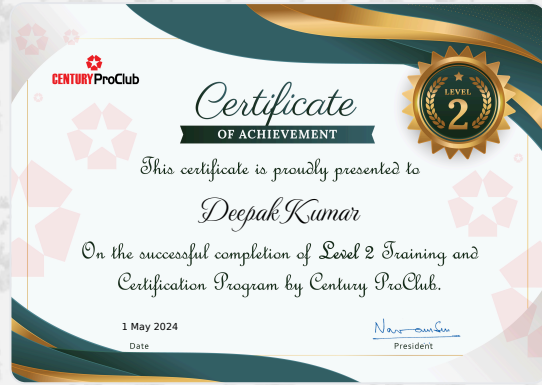 CENTURY ProClub
Certificate
OF ACHIEVEMENT
LEVEL
2
This certificate is proudly presented to
Deepak Kumar
On the successful completion of Level 2 Training and
Certification Program by Century ProClub.
1 May 2024
Date
President